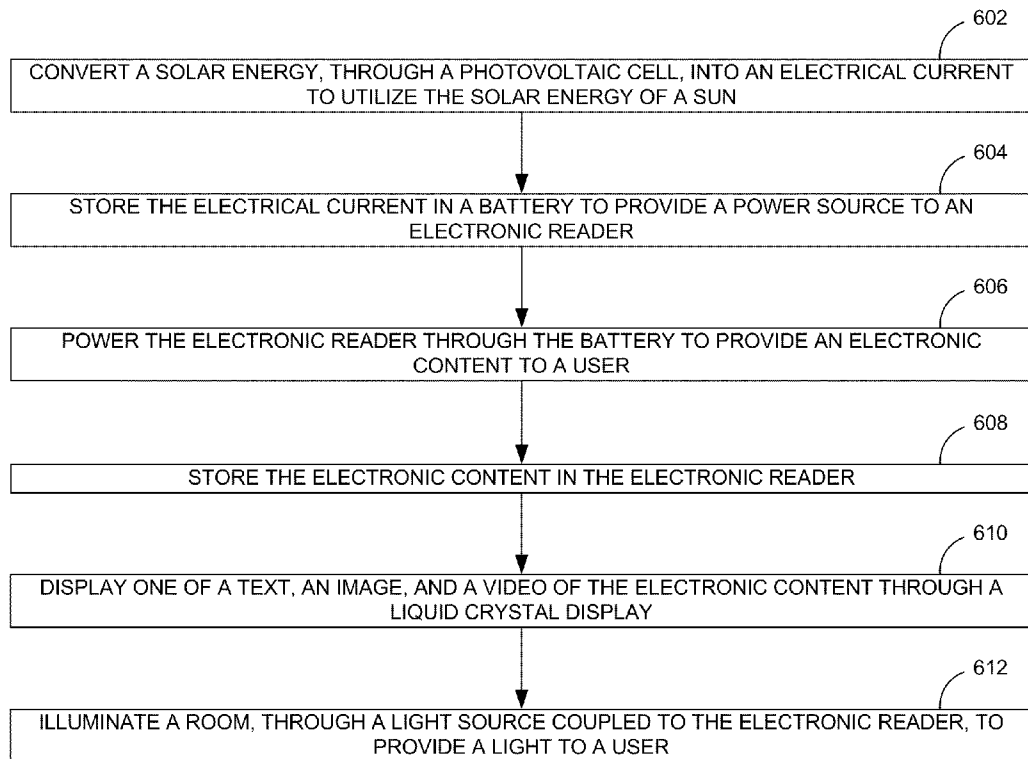 602
CONVERT A SOLAR ENERGY, THROUGH A PHOTOVOLTAIC CELL, INTO AN ELECTRICAL CURRENT
TO UTILIZE THE SOLAR ENERGY OF A SUN
604
STORE THE ELECTRICAL CURRENT IN A BATTERY TO PROVIDE A POWER SOURCE TO AN
ELECTRONIC READER
606
POWER THE ELECTRONIC READER THROUGH THE BATTERY TO PROVIDE AN ELECTRONIC
CONTENT TO A USER
608
STORE THE ELECTRONIC CONTENT IN THE ELECTRONIC READER
610
DISPLAY ONE OF A TEXT, AN IMAGE, AND A VIDEO OF THE ELECTRONIC CONTENT THROUGH A
LIQUID CRYSTAL DISPLAY
612
ILLUMINATE A ROOM, THROUGH A LIGHT SOURCE COUPLED TO THE ELECTRONIC READER, TO
PROVIDE A LIGHT TO A USER